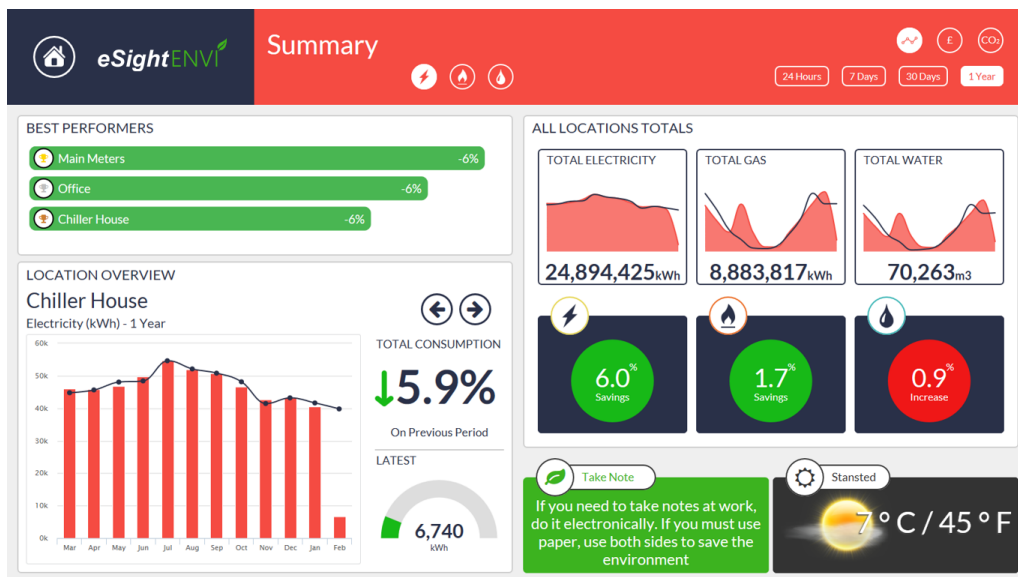 eSightENVI
Summary
£
CO2
24 Hours
7 Days
30 Days
1 Year
BEST PERFORMERS
Main Meters -6%
Office -6%
Chiller House -6%
LOCATION OVERVIEW
Chiller House
Electricity (kWh) - 1 Year
60k
50k
40k
30k
20k
10k
0k
Mar Apr May Jun Jul Aug Sep Oct Nov Dec Jan Feb
TOTAL CONSUMPTION
5.9%
On Previous Period
LATEST
6,740
kWh
ALL LOCATIONS TOTALS
TOTAL ELECTRICITY
24,894,425kWh
TOTAL GAS
8,883,817kWh
TOTAL WATER
70,263m3
6.0%
Savings
1.7%
Savings
0.9%
Increase
Take Note
If you need to take notes at work,
do it electronically. If you must use
paper, use both sides to save the
environment
Stansted
7 ° C / 45 ° F